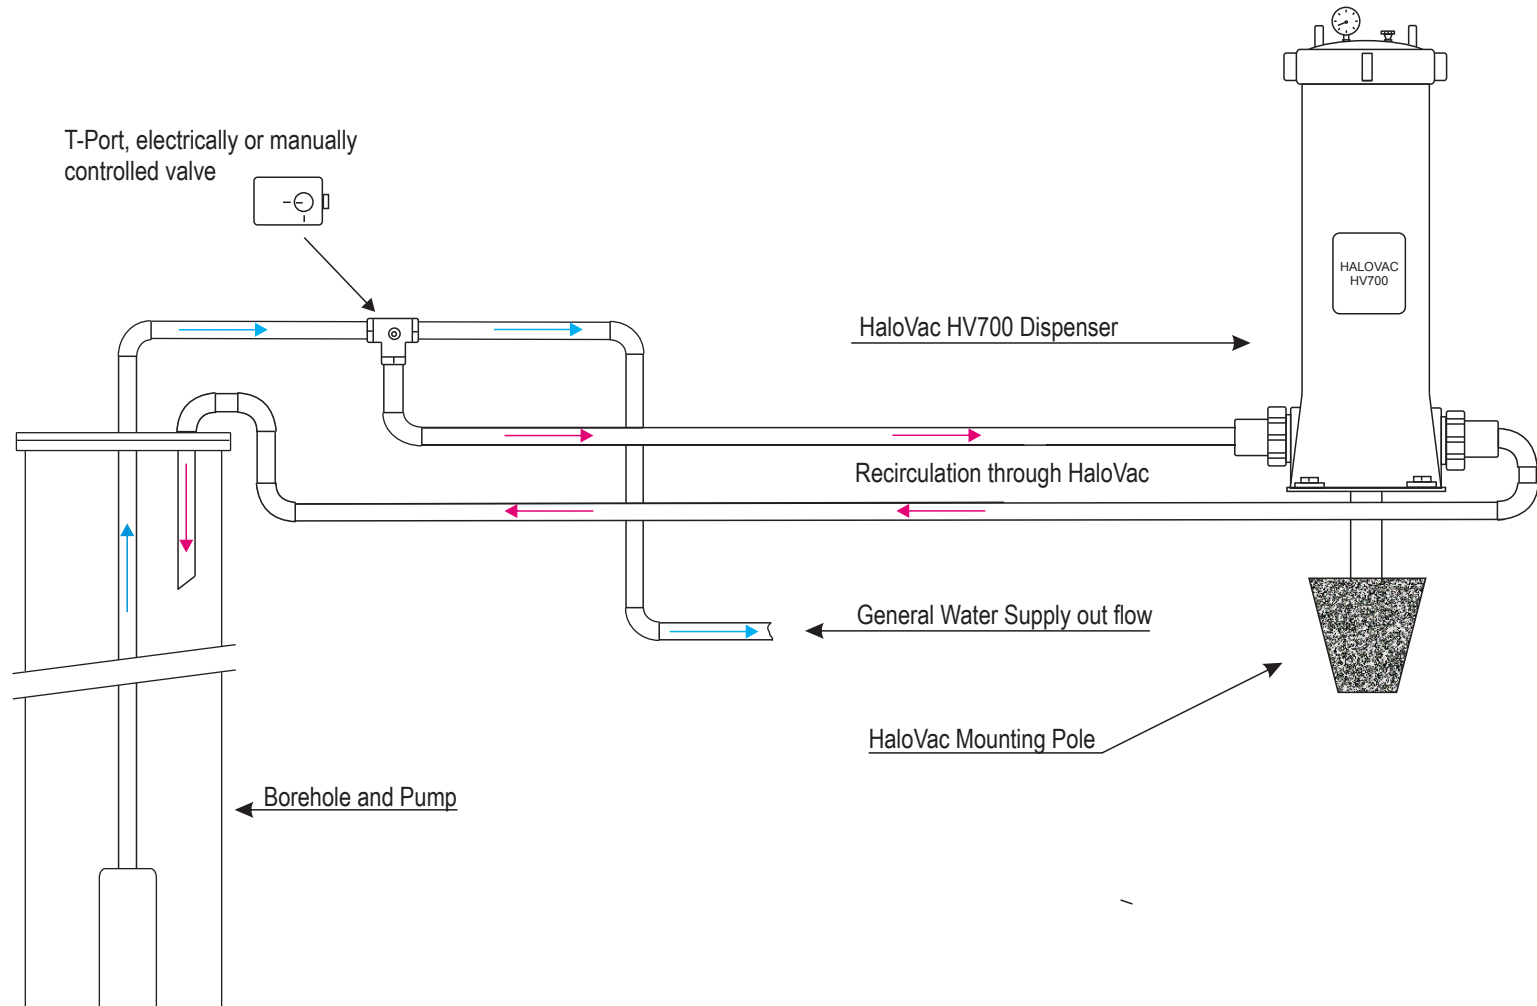 T-Port, electrically or manually
controlled valve
HALOVAC
HV700
HaloVac HV700 Dispenser
Recirculation through HaloVac
General Water Supply out flow
HaloVac Mounting Pole
Borehole and Pump